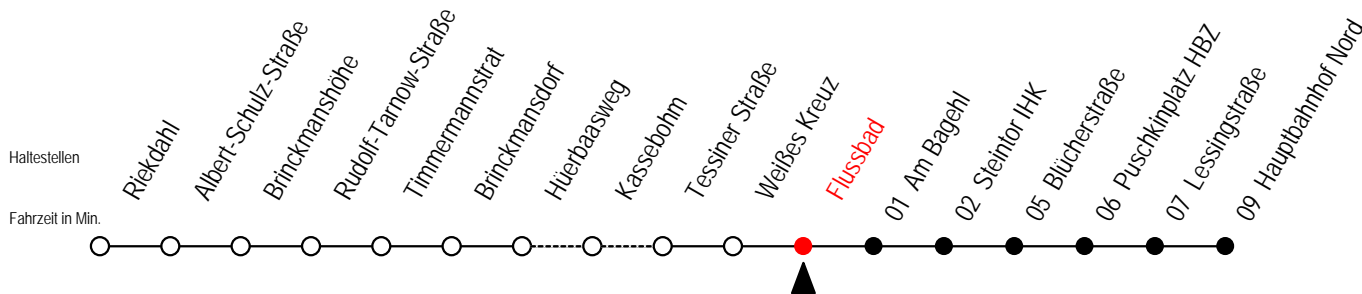 Haltestellen
Fahrzeit in Min.
Riekdahl
Albert-Schulz-Straße
Brinckmanshöhe
Rudolf-Tarnow-Straße
Timmermannstrat
Brinckmansdorf
Hüerbaasweg
Kassebohm
Tessiner Straße
Weißes Kreuz
Flussbad
01 Am Bagehl
02 Steintor IHK
05 Blücherstraße
06 Puschkinplatz HBZ
07 Lessingstraße
09 Hauptbahnhof Nord